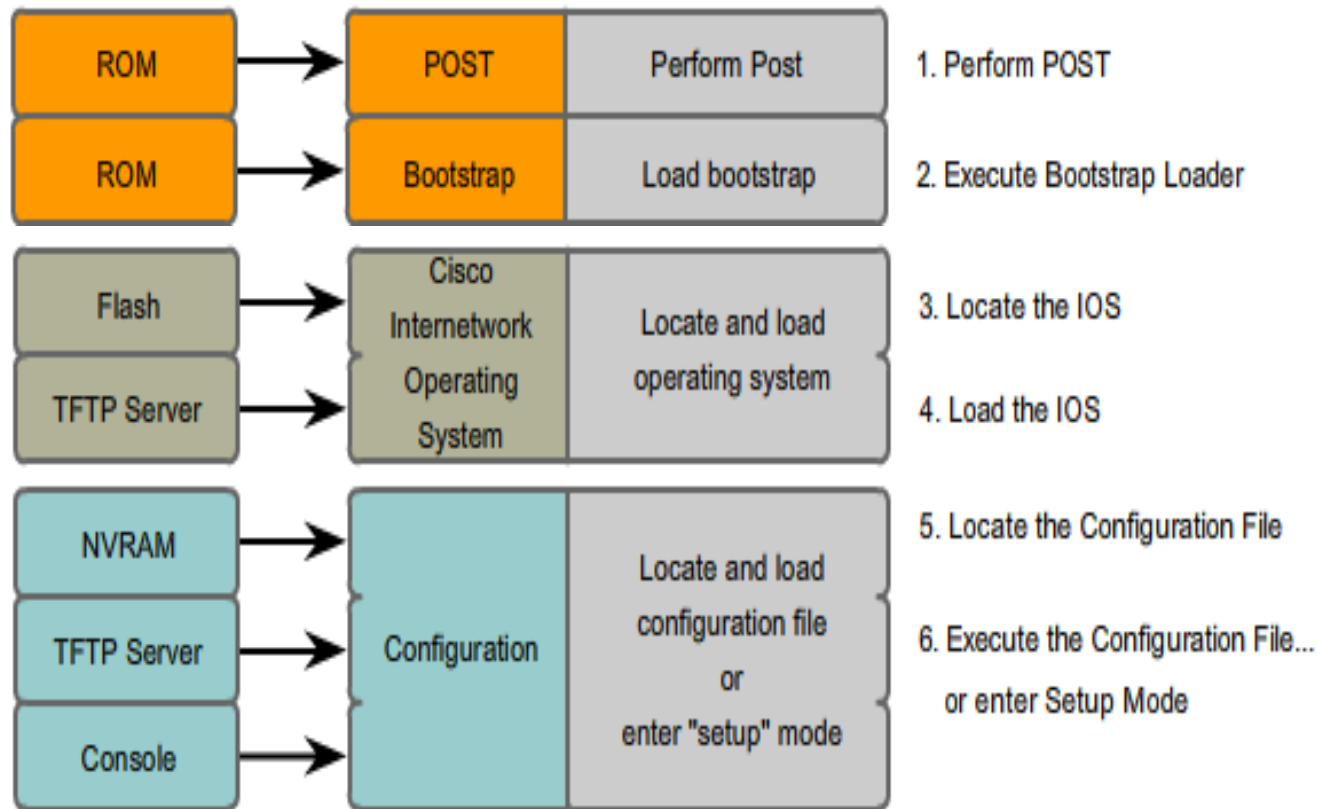 ROM
POST
Perform Post
1. Perform POST
ROM
Bootstrap
Load bootstrap
2. Execute Bootstrap Loader
Flash
TFTP Server
Cisco
Internetwork
Operating
System
Locate and load
operating system
3. Locate the IOS
4. Load the IOS
NVRAM
TFTP Server
Console
Configuration
Locate and load
configuration file
or
enter "setup" mode
5. Locate the Configuration File
6. Execute the Configuration File...
or enter Setup Mode